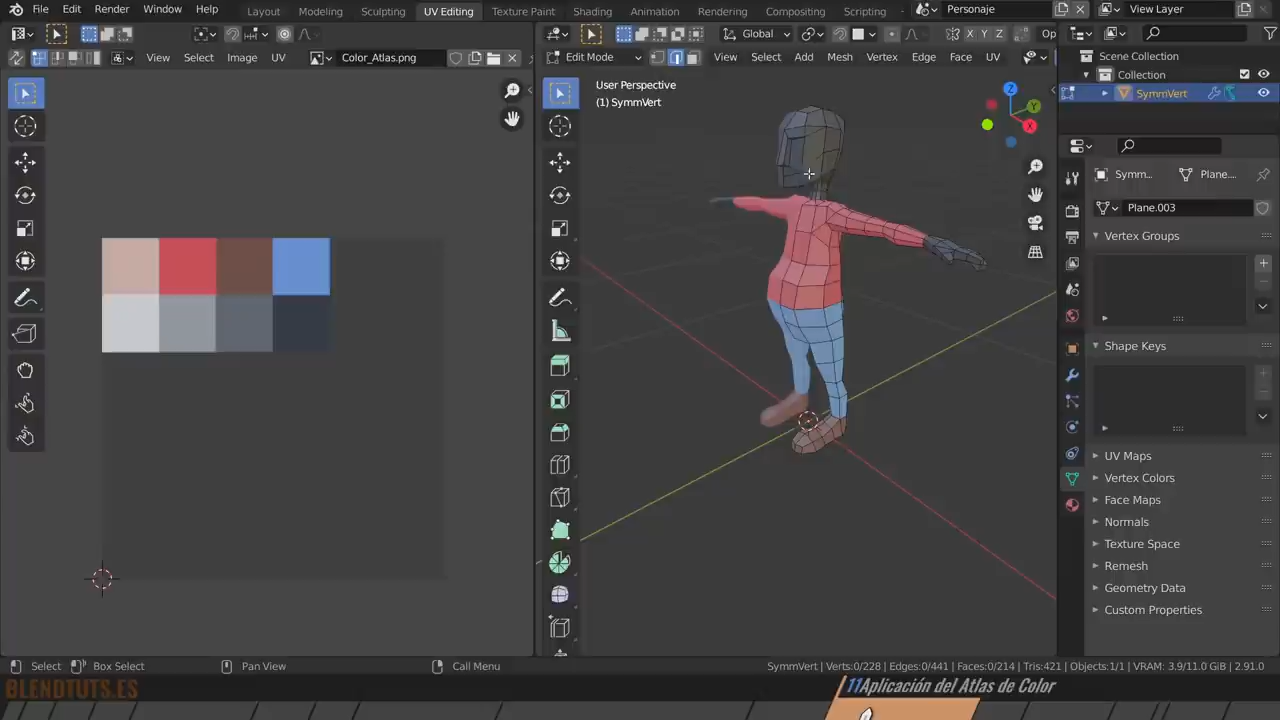 File Edit Render Window Help Layout Modeling Sculpting UV Editing Texture Paint Shading Animation Rendering Compositing Scripting Personaje View Layer
View Select Image UV Color_Atlas.png
Global X Y Z Op
Edit Mode View Select Add Mesh Vertex Edge Face UV
User Perspective
(1) SymmVert
Z
Y
X
Scene Collection
Collection
SymmVert
Symm... Plane....
Plane.003
Vertex Groups
Shape Keys
UV Maps
Vertex Colors
Face Maps
Normals
Texture Space
Remesh
Geometry Data
Custom Properties
Select Box Select Pan View Call Menu SymmVert | Verts:0/228 | Edges:0/441 | Faces:0/214 | Tris:421 | Objects:1/1 | VRAM: 3.9/11.0 GiB | 2.91.0
BLENDTUTS.ES
11Aplicación del Atlas de Color